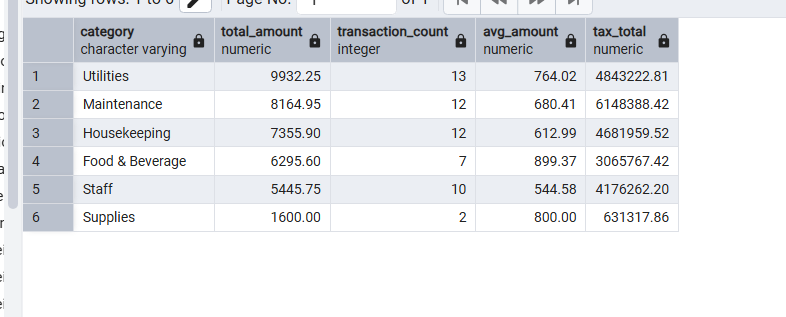 Showing rows: 1 to 6 Page No: 1 of 1
category total_amount transaction_count avg_amount tax_total
character varying numeric integer numeric numeric
1 Utilities 9932.25 13 764.02 4843222.81
2 Maintenance 8164.95 12 680.41 6148388.42
3 Housekeeping 7355.90 12 612.99 4681959.52
4 Food & Beverage 6295.60 7 899.37 3065767.42
5 Staff 5445.75 10 544.58 4176262.20
6 Supplies 1600.00 2 800.00 631317.86